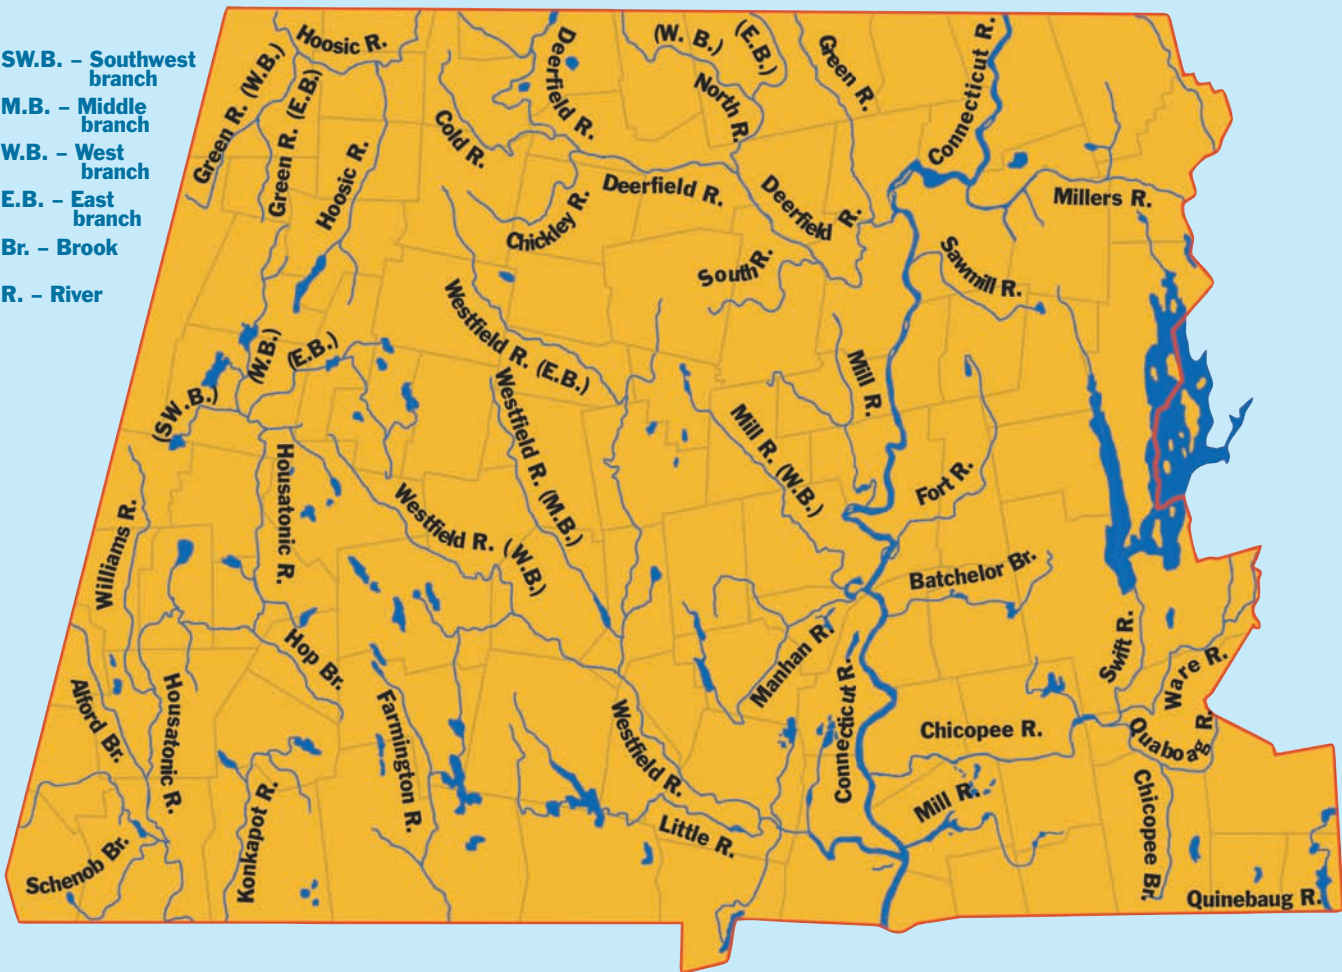 SW.B. – Southwest
branch
M.B. – Middle
branch
W.B. – West
branch
E.B. – East
branch
Br. – Brook
R. – River
Hoosic R.
Green R. (W.B.)
Green R. (E.B.)
Hoosic R.
Cold R.
Deerfield R.
(W. B.)
(E.B.)
North R.
Green R.
Connecticut R.
Deerfield R.
Chickley R.
Deerfield R.
South R.
Millers R.
Sawmill R.
Westfield R. (E.B.)
(W.B.)
(E.B.)
(SW.B.)
Westfield R. (M.B.)
Mill R.
Mill R. (W.B.)
Fort R.
Housatonic R.
Westfield R. (W.B.)
Williams R.
Batchelor Br.
Hop Br.
Manhan R.
Swift R.
Ware R.
Alford Br.
Housatonic R.
Farmington R.
Westfield R.
Connecticut R.
Chicopee R.
Quaboag R.
Konkapot R.
Little R.
Mill R.
Chicopee Br.
Schenob Br.
Quinebaug R.